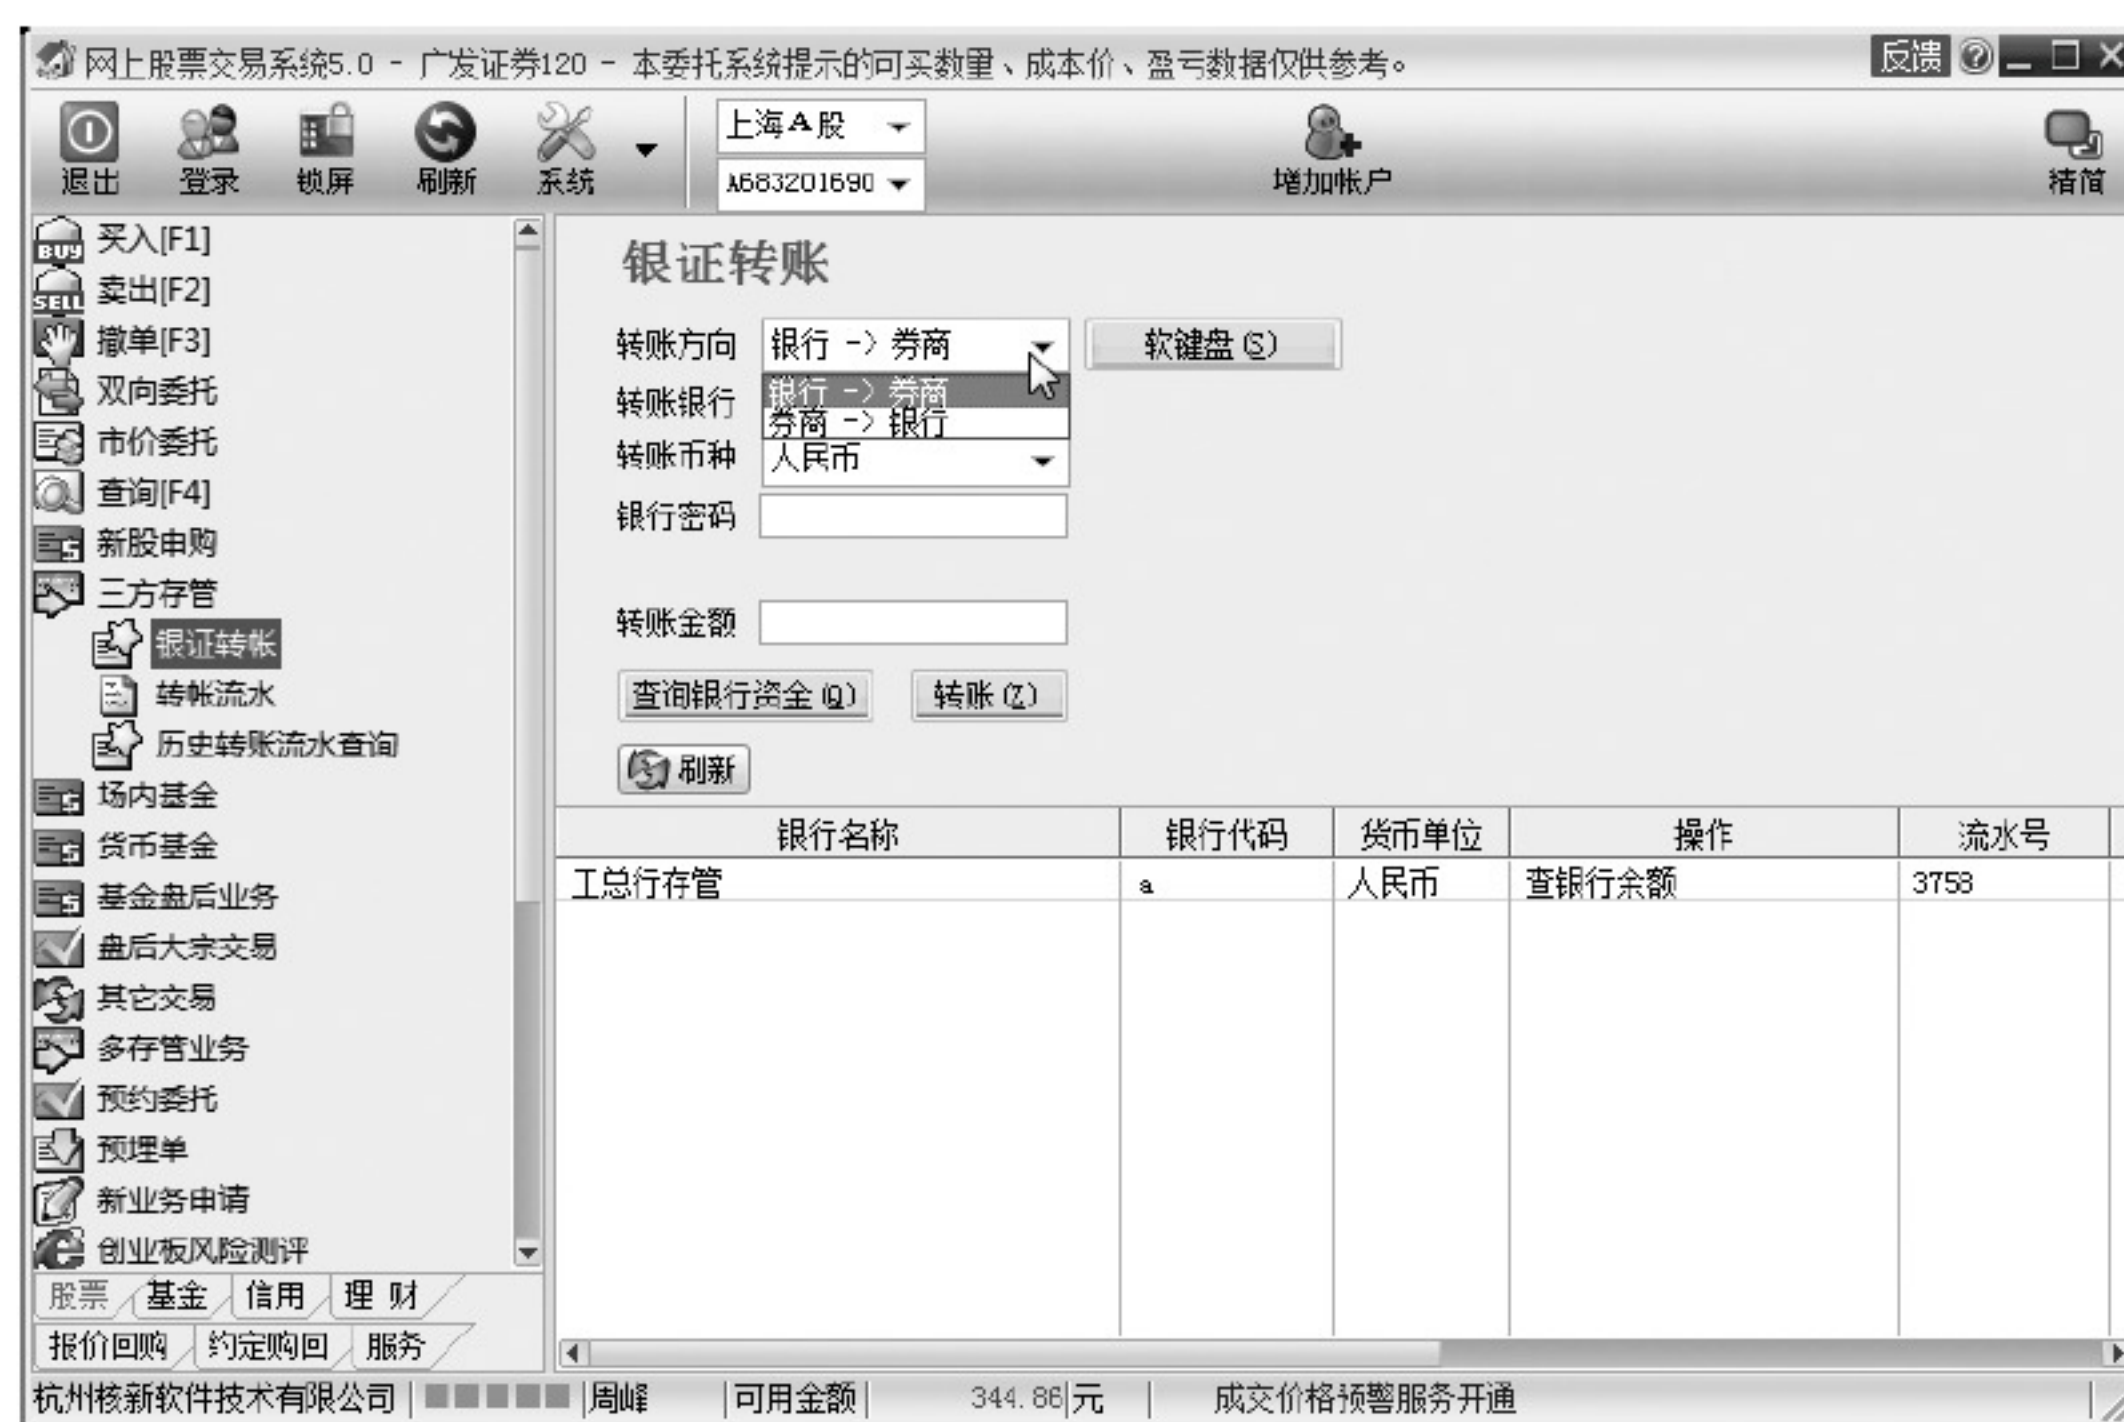 网上股票交易系统5.0 - 广发证券120 - 本委托系统提示的可买数量、成本价、盈亏数据仅供参考。
反馈
退出 登录 锁屏 刷新 系统
上海A股
A683201690
增加帐户
精简
买入[F1]
卖出[F2]
撤单[F3]
双向委托
市价委托
查询[F4]
新股申购
三方存管
银证转帐
转帐流水
历史转账流水查询
场内基金
货币基金
基金盘后业务
盘后大宗交易
其它交易
多存管业务
预约委托
预埋单
新业务申请
创业板风险测评
股票 基金 信用 理 财
报价回购 约定购回 服务
银证转账
转账方向 银行 -> 券商 软键盘(S)
银行 -> 券商
转账银行
券商 -> 银行
转账币种 人民币
银行密码
转账金额
查询银行资金(Q) 转账(Z)
刷新
银行名称 银行代码 货币单位 操作 流水号
工总行存管 a 人民币 查银行余额 3758
杭州核新软件技术有限公司 周峰 可用金额 344.86 元 成交价格预警服务开通